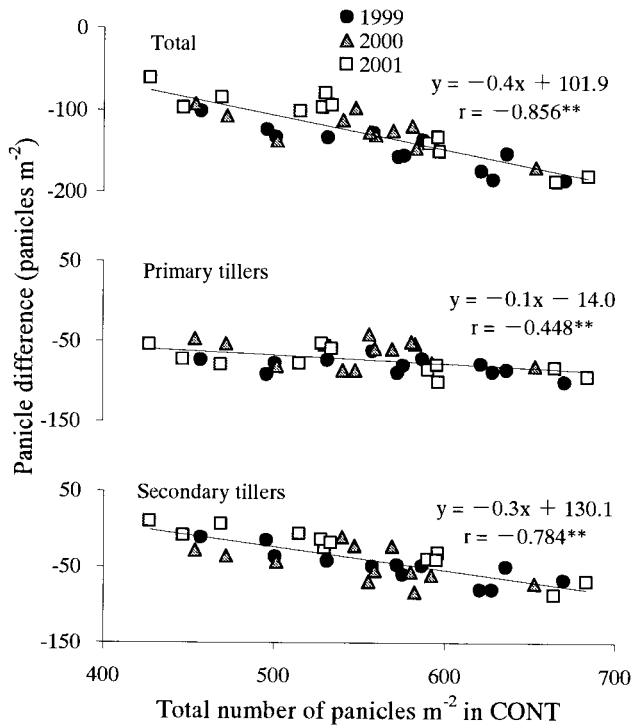 ● 1999
▲ 2000
□ 2001
0
Total
y = −0.4x + 101.9
r = −0.856**
-100
-200
50
Primary tillers
y = −0.1x − 14.0
r = −0.448**
-50
-150
50
Secondary tillers
y = −0.3x + 130.1
r = −0.784**
-50
-150
400 500 600 700
Total number of panicles m⁻² in CONT
Panicle difference (panicles m⁻²)